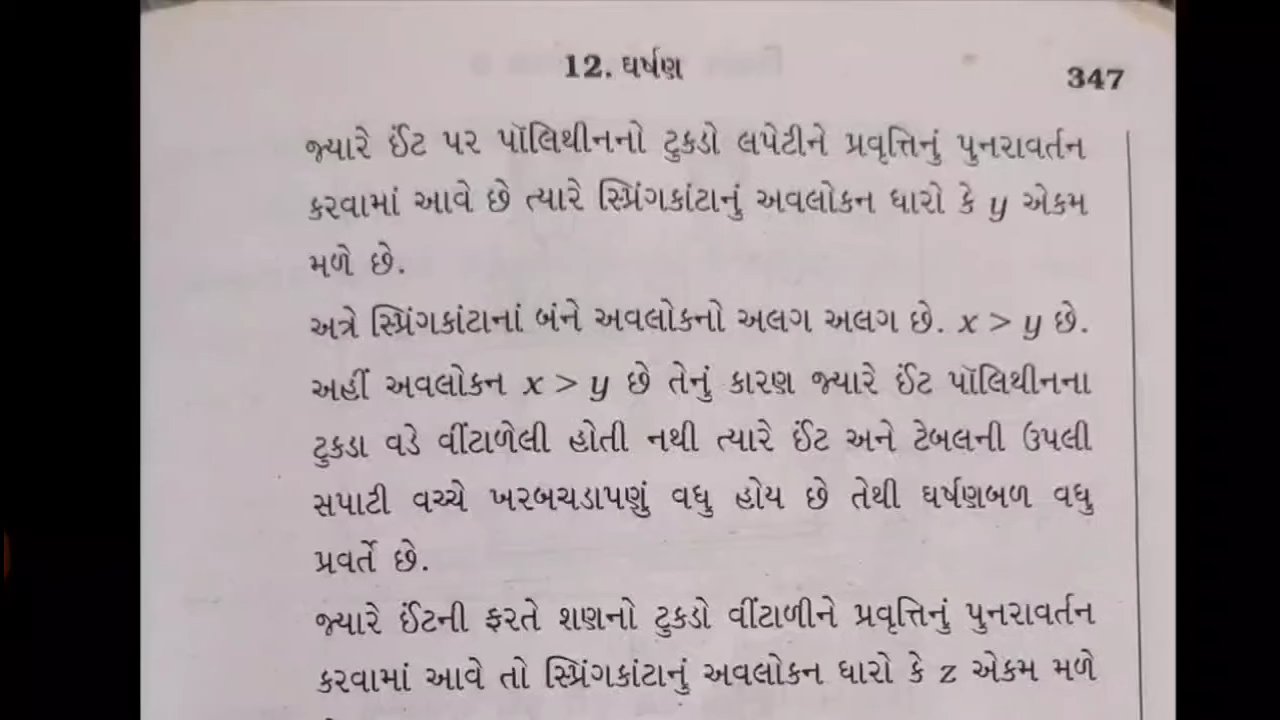 12. ઘર્ષણ
347
જ્યારે ઈંટ પર પૉલિથીનનો ટુકડો લપેટીને પ્રવૃત્તિનું પુનરાવર્તન
કરવામાં આવે છે ત્યારે સ્પ્રિંગકાંટાનું અવલોકન ધારો કે y એકમ
મળે છે.
અત્રે સ્પ્રિંગકાંટાનાં બંને અવલોકનો અલગ અલગ છે. x > y છે.
અહીં અવલોકન x > y છે તેનું કારણ જ્યારે ઈંટ પૉલિથીનના
ટુકડા વડે વીંટાળેલી હોતી નથી ત્યારે ઈંટ અને ટેબલની ઉપલી
સપાટી વચ્ચે ખરબચડાપણું વધુ હોય છે તેથી ઘર્ષણબળ વધુ
પ્રવર્તે છે.
જ્યારે ઈંટની ફરતે શણનો ટુકડો વીંટાળીને પ્રવૃત્તિનું પુનરાવર્તન
કરવામાં આવે તો સ્પ્રિંગકાંટાનું અવલોકન ધારો કે z એકમ મળે